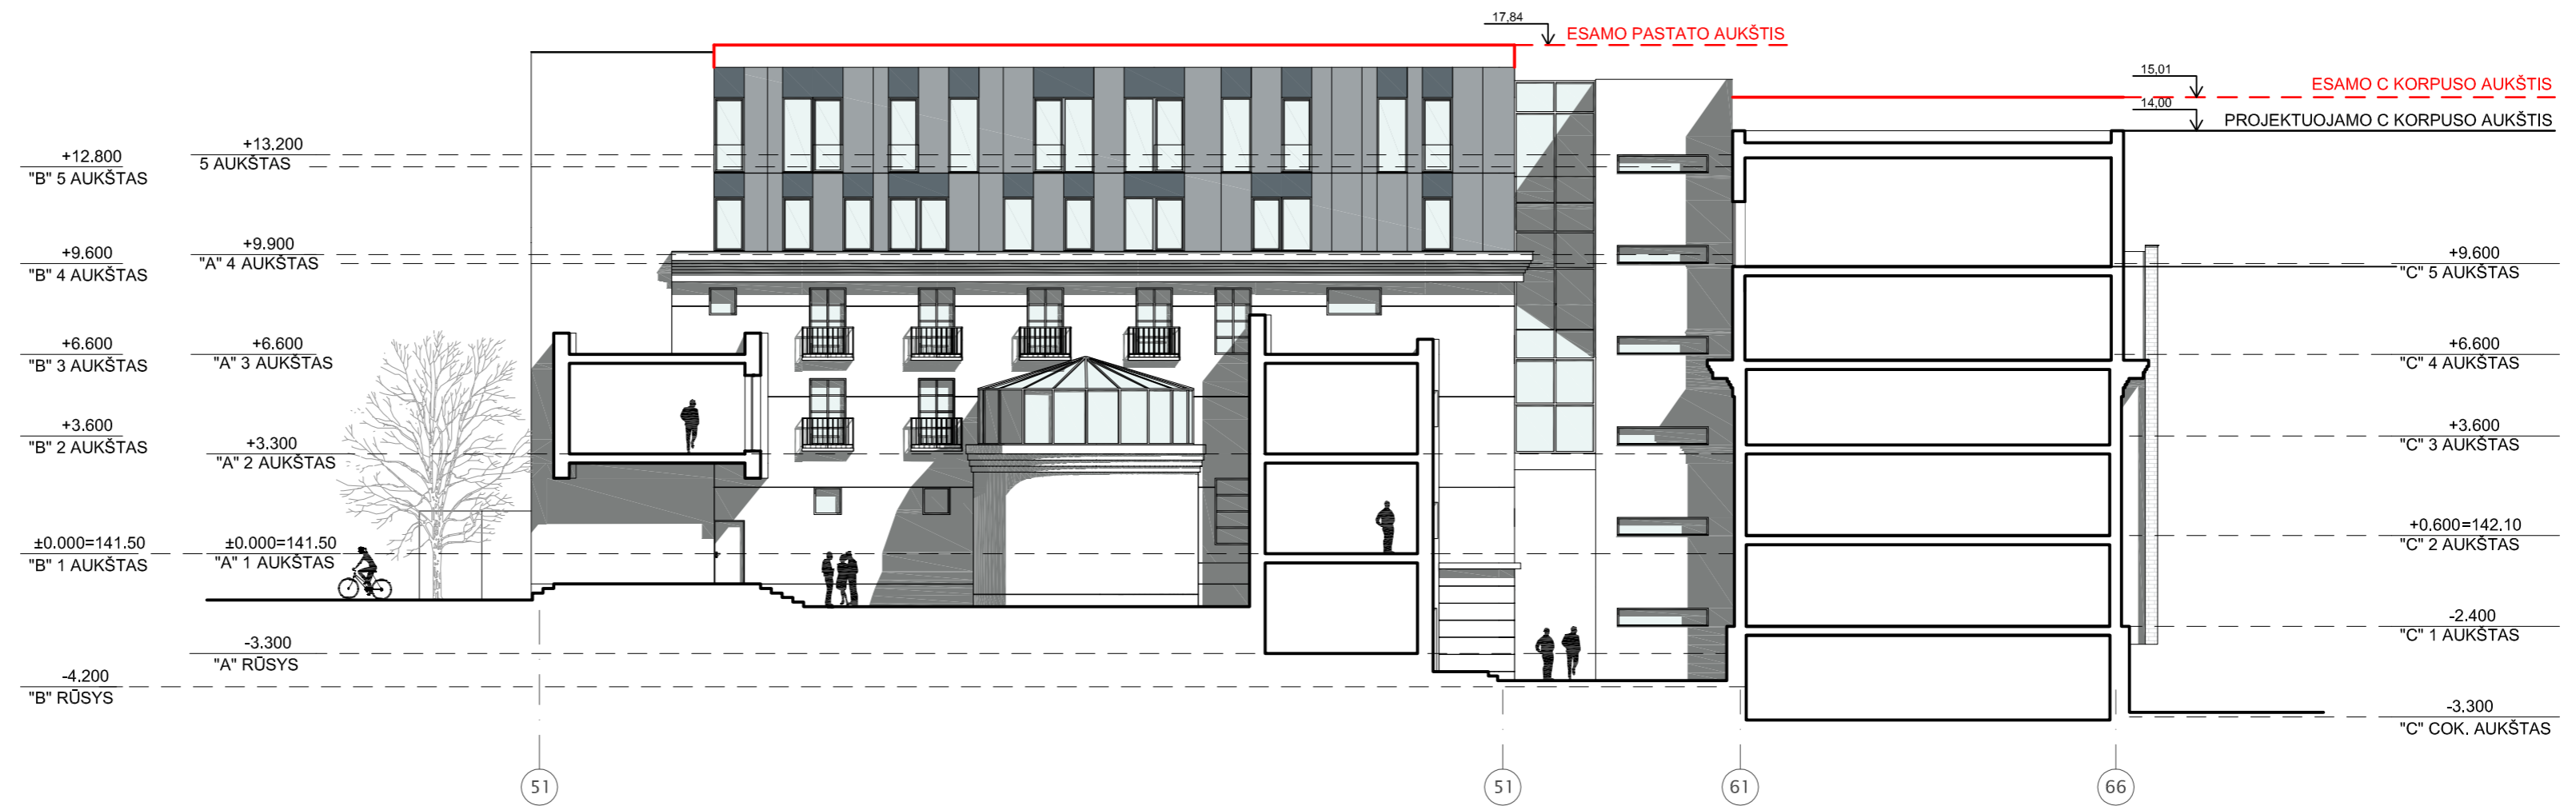 17,84
ESAMO PASTATO AUKŠTIS
15,01
ESAMO C KORPUSO AUKŠTIS
14,00
PROJEKTUOJAMO C KORPUSO AUKŠTIS
+12.800
"B" 5 AUKŠTAS
+13.200
5 AUKŠTAS
+9.600
"B" 4 AUKŠTAS
+9.900
"A" 4 AUKŠTAS
+6.600
"B" 3 AUKŠTAS
+6.600
"A" 3 AUKŠTAS
+3.600
"B" 2 AUKŠTAS
+3.300
"A" 2 AUKŠTAS
±0.000=141.50
"B" 1 AUKŠTAS
±0.000=141.50
"A" 1 AUKŠTAS
-3.300
"A" RŪSYS
-4.200
"B" RŪSYS
+9.600
"C" 5 AUKŠTAS
+6.600
"C" 4 AUKŠTAS
+3.600
"C" 3 AUKŠTAS
+0.600=142.10
"C" 2 AUKŠTAS
-2.400
"C" 1 AUKŠTAS
-3.300
"C" COK. AUKŠTAS
51
51
61
66